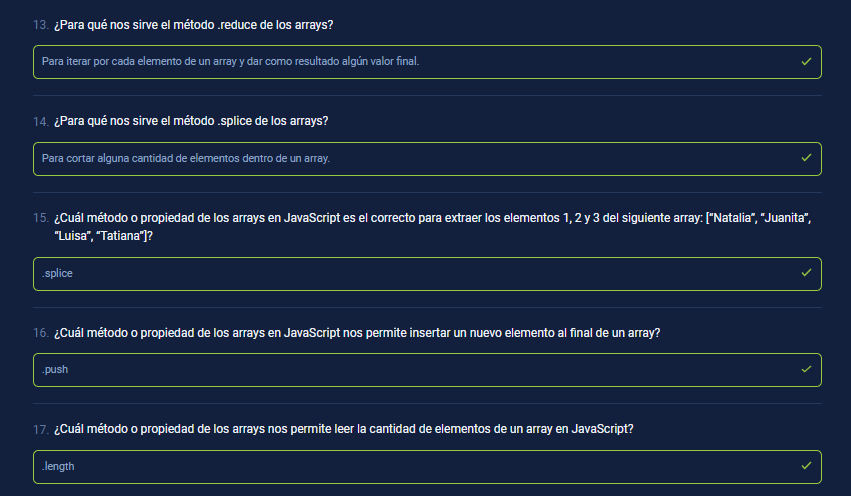 13. ¿Para qué nos sirve el método .reduce de los arrays?
Para iterar por cada elemento de un array y dar como resultado algún valor final.
14. ¿Para qué nos sirve el método .splice de los arrays?
Para cortar alguna cantidad de elementos dentro de un array.
15. ¿Cuál método o propiedad de los arrays en JavaScript es el correcto para extraer los elementos 1, 2 y 3 del siguiente array: [“Natalia”, “Juanita”,
“Luisa”, “Tatiana”]?
.splice
16. ¿Cuál método o propiedad de los arrays en JavaScript nos permite insertar un nuevo elemento al final de un array?
.push
17. ¿Cuál método o propiedad de los arrays nos permite leer la cantidad de elementos de un array en JavaScript?
.length